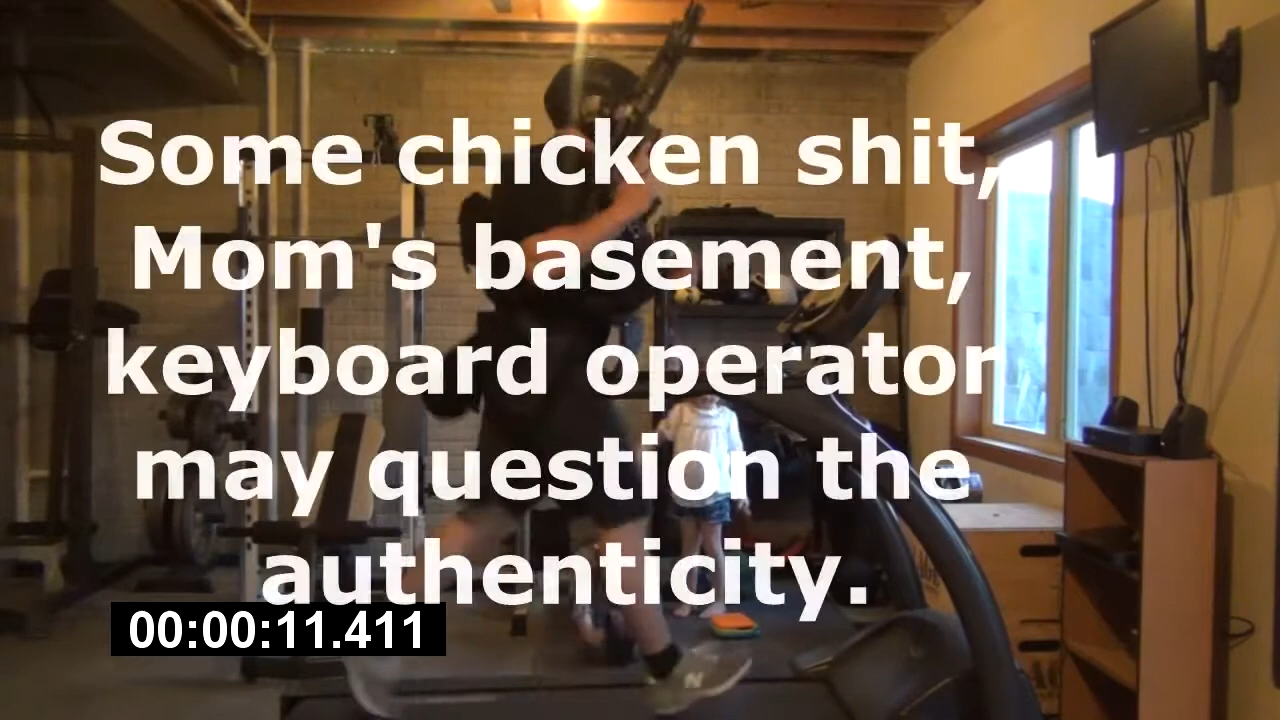 Some chicken shit,
Mom's basement,
keyboard operator
may question the
authenticity.
00:00:11.411
N